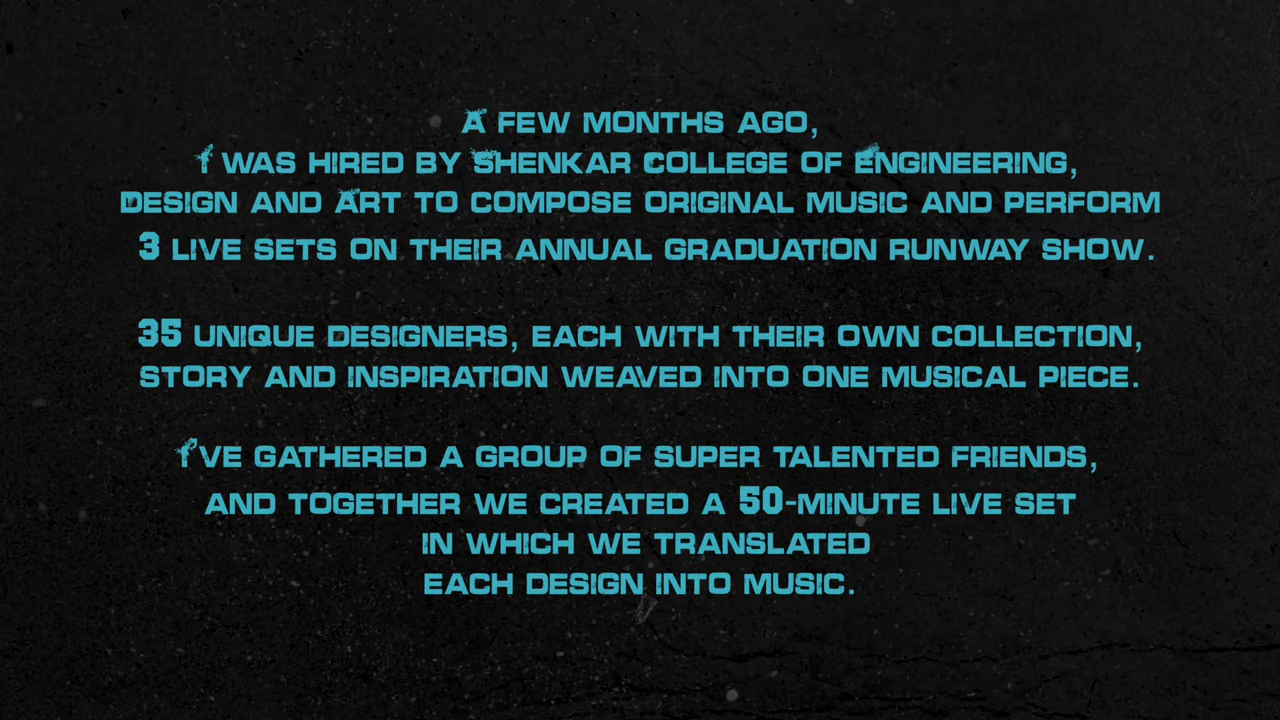 A few months ago,
I was hired by Shenkar College of Engineering,
Design and Art to compose original music and perform
3 live sets on their annual graduation runway show.
35 unique designers, each with their own collection,
story and inspiration weaved into one musical piece.
I've gathered a group of super talented friends,
and together we created a 50-minute live set
in which we translated
each design into music.